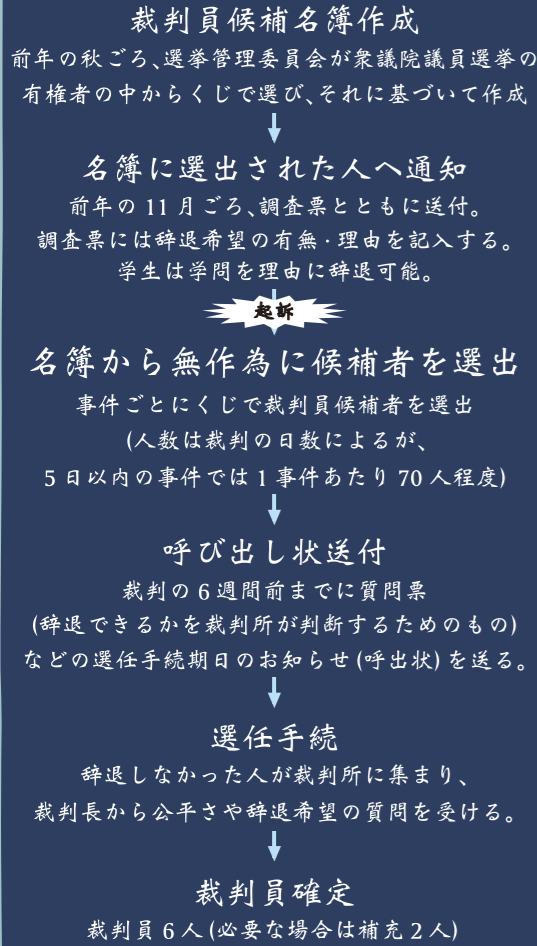 裁判員候補名簿作成
前年の秋ごろ、選挙管理委員会が衆議院議員選挙の
有権者の中からくじで選び、それに基づいて作成
名簿に選出された人へ通知
前年の11月ごろ、調査票とともに送付。
調査票には辞退希望の有無・理由を記入する。
学生は学問を理由に辞退可能。
起訴
名簿から無作為に候補者を選出
事件ごとにくじで裁判員候補者を選出
(人数は裁判の日数によるが、
5日以内の事件では1事件あたり70人程度)
呼び出し状送付
裁判の6週間前までに質問票
(辞退できるかを裁判所が判断するためのもの)
などの選任手続期日のお知らせ(呼出状)を送る。
選任手続
辞退しなかった人が裁判所に集まり、
裁判長から公平さや辞退希望の質問を受ける。
裁判員確定
裁判員6人(必要な場合は補充2人)